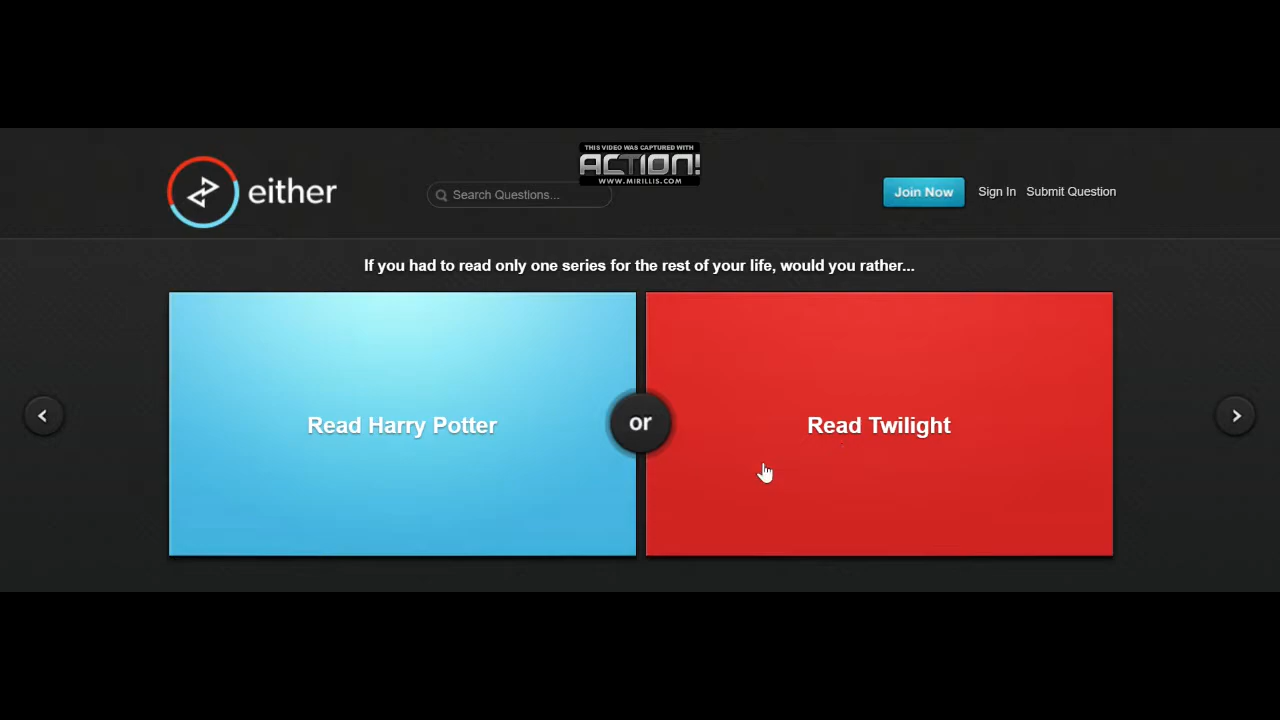 THIS VIDEO WAS CAPTURED WITH
ACTION!
WWW.MIRILLIS.COM
either
Search Questions...
Join Now
Sign In
Submit Question
If you had to read only one series for the rest of your life, would you rather...
Read Harry Potter
or
Read Twilight